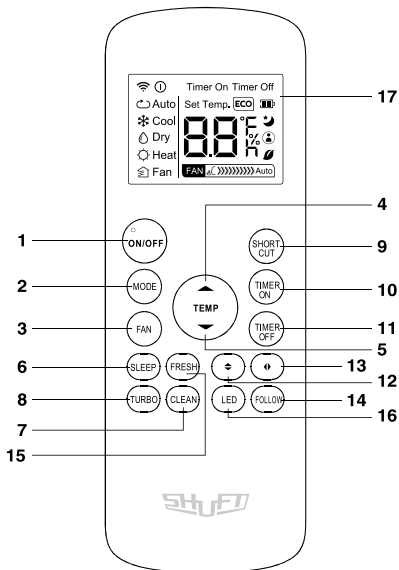 Timer On Timer Off
Auto Set Temp. ECO
17
Cool
88 °F
Dry
%
Heat
h
Fan FAN Auto
4
1 ON/OFF
SHORT CUT 9
2 MODE
TEMP
TIMER ON 10
3 FAN
TIMER OFF 11
5
6 SLEEP FRESH 13
12
8 TURBO CLEAN LED FOLLOW 14
7
16
15
SHUFT